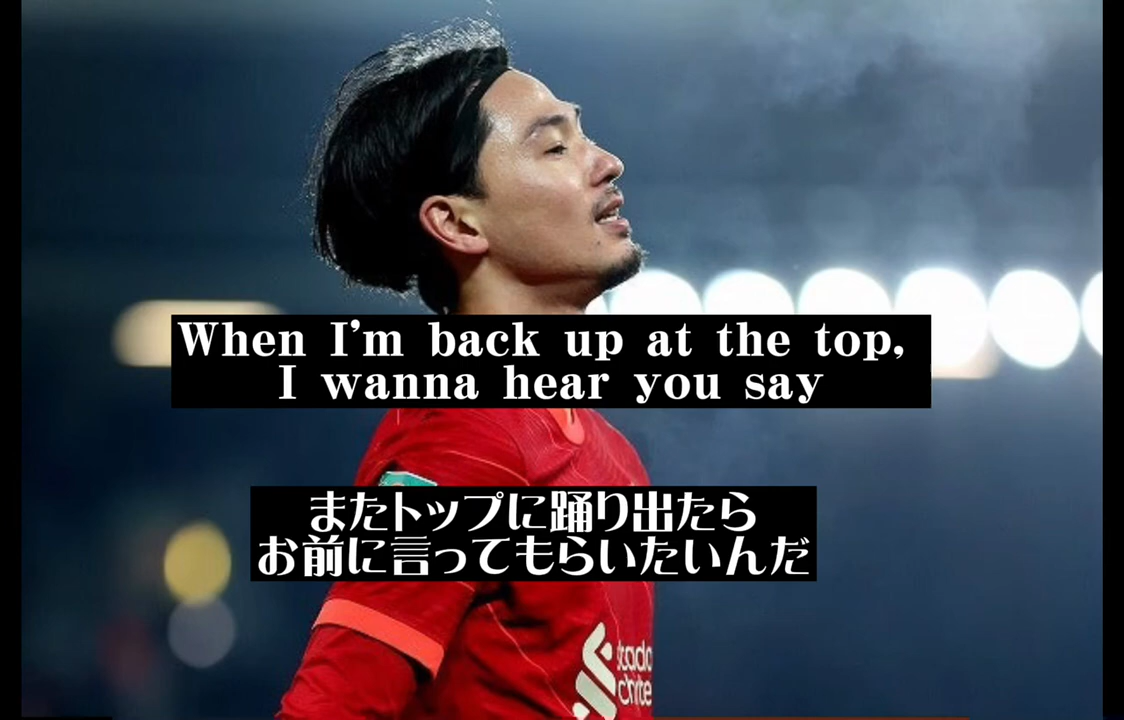 When I'm back up at the top,
I wanna hear you say
またトップに踊り出たら
お前に言ってもらいたいんだ